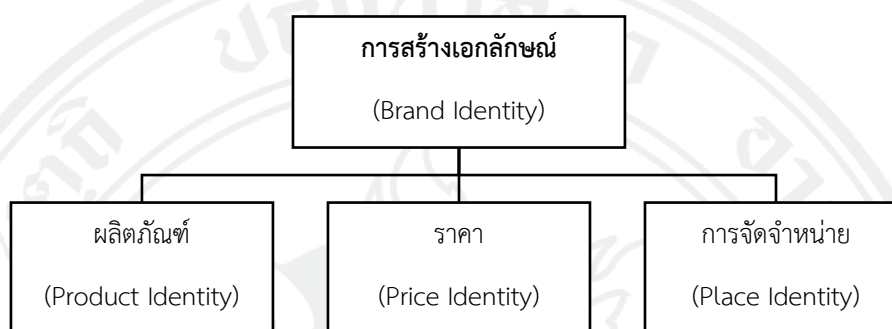 การสร้างเอกลักษณ์
(Brand Identity)
ผลิตภัณฑ์
(Product Identity)
ราคา
(Price Identity)
การจัดจำหน่าย
(Place Identity)